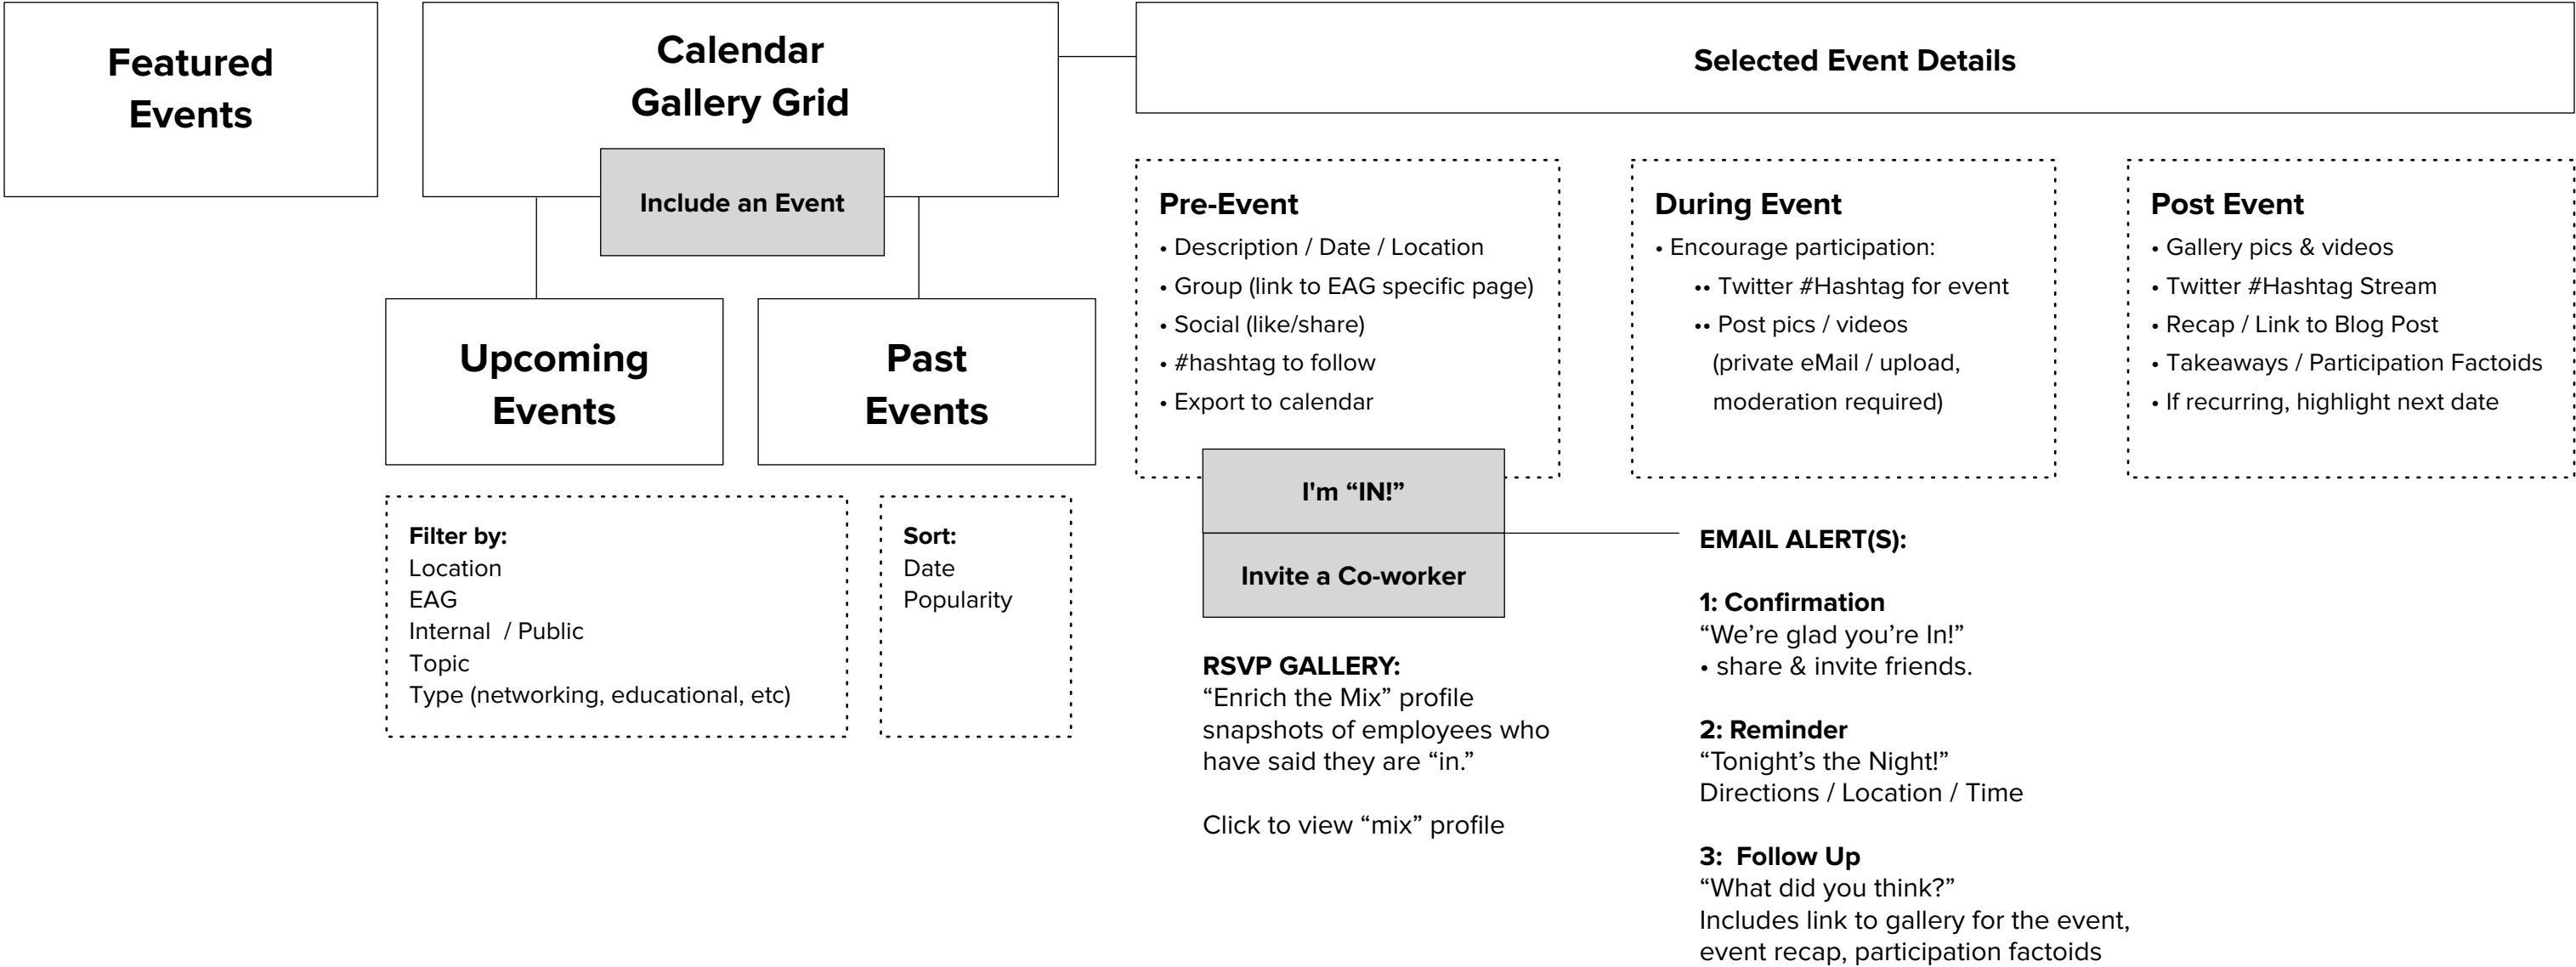 Featured
Events
Calendar
Gallery Grid
Include an Event
Upcoming
Events
Past
Events
Filter by:
Location
EAG
Internal  / Public
Topic
Type (networking, educational, etc)
Sort:
Date
Popularity
Selected Event Details
Pre-Event
• Description / Date / Location
• Group (link to EAG specific page)
• Social (like/share)
• #hashtag to follow
• Export to calendar
I'm “IN!”
Invite a Co-worker
RSVP GALLERY:
“Enrich the Mix” profile
snapshots of employees who
have said they are “in.”
Click to view “mix” profile
During Event
• Encourage participation:
•• Twitter #Hashtag for event
•• Post pics / videos
(private eMail / upload,
moderation required)
EMAIL ALERT(S):
1: Confirmation
“We’re glad you’re In!”
• share & invite friends.
2: Reminder
“Tonight’s the Night!”
Directions / Location / Time
3:  Follow Up
“What did you think?”
Includes link to gallery for the event,
event recap, participation factoids
Post Event
• Gallery pics & videos
• Twitter #Hashtag Stream
• Recap / Link to Blog Post
• Takeaways / Participation Factoids
• If recurring, highlight next date